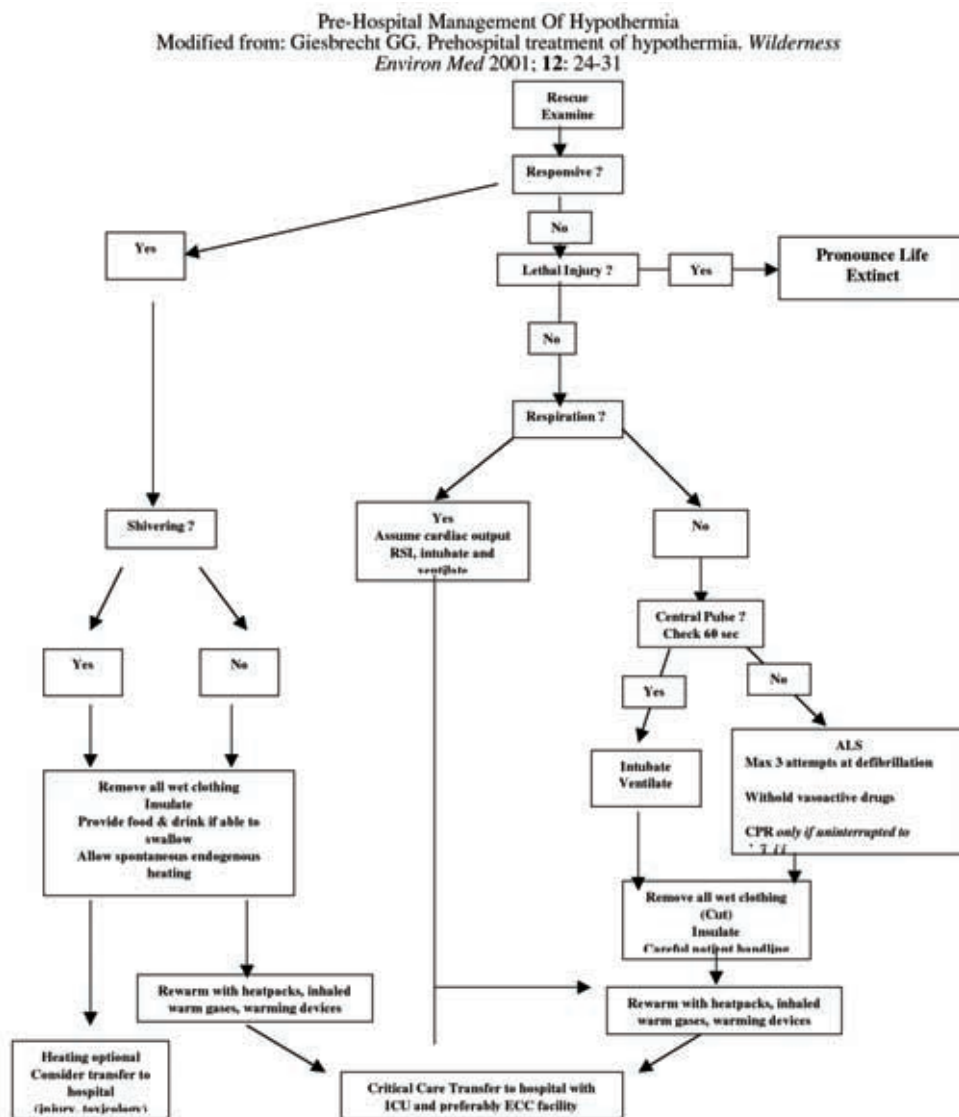 Pre-Hospital Management Of Hypothermia
Modified from: Giesbrecht GG. Prehospital treatment of hypothermia. Wilderness
Environ Med 2001; 12: 24-31
Rescue
Examine
Responsive ?
Yes
No
Lethal Injury ?
Yes
Pronounce Life
Extinct
No
Respiration ?
Shivering ?
Yes
Assume cardiac output
RSI, intubate and
ventilate
No
Central Pulse ?
Check 60 sec
Yes
No
Yes
No
Remove all wet clothing
Insulate
Provide food & drink if able to
swallow
Allow spontaneous endogenous
heating
Intubate
Ventilate
ALS
Max 3 attempts at defibrillation
Withold vasoactive drugs
CPR only if uninterrupted to
Remove all wet clothing
(Cut)
Insulate
Careful patient handling
Rewarm with heatpacks, inhaled
warm gases, warming devices
Rewarm with heatpacks, inhaled
warm gases, warming devices
Heating optional
Consider transfer to
hospital
(injury, toxicology)
Critical Care Transfer to hospital with
ICU and preferably ECC facility